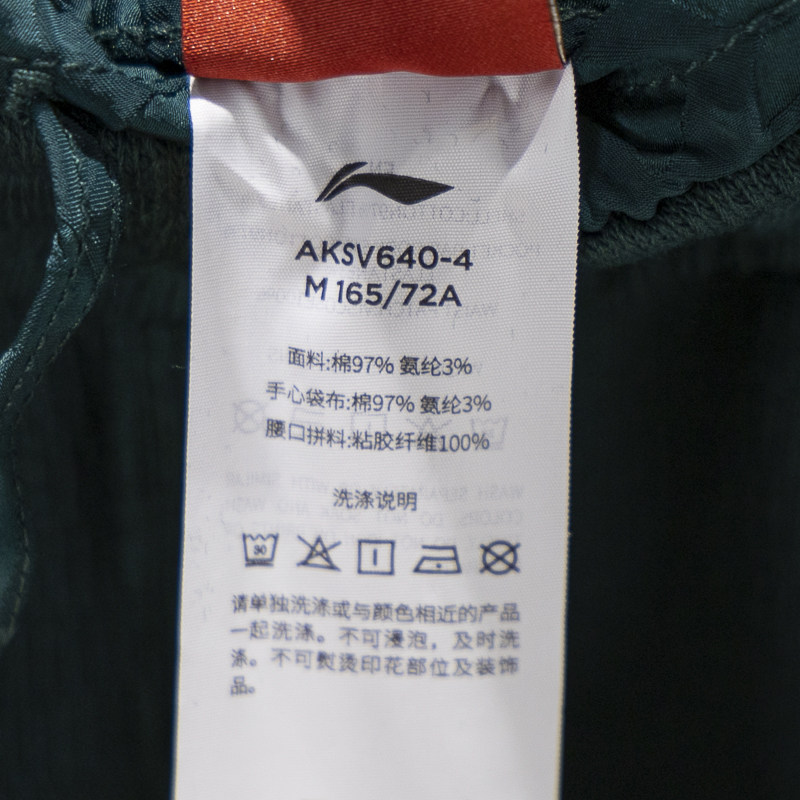 AKSV640-4
M 165/72A
面料:棉97% 氨纶3%
手心袋布:棉97% 氨纶3%
腰口拼料:粘胶纤维100%
洗涤说明
30
请单独洗涤或与颜色相近的产品
一起洗涤。不可浸泡，及时洗
涤。不可熨烫印花部位及装饰
品。